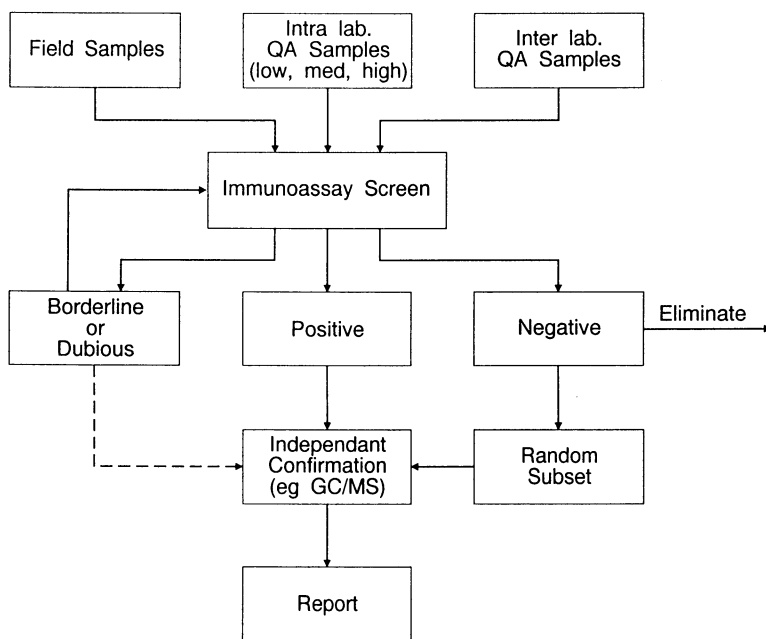 Field Samples
Intra lab.
QA Samples
(low, med, high)
Inter lab.
QA Samples
Immunoassay Screen
Borderline
or
Dubious
Positive
Negative
Eliminate
Independant
Confirmation
(eg GC/MS)
Random
Subset
Report